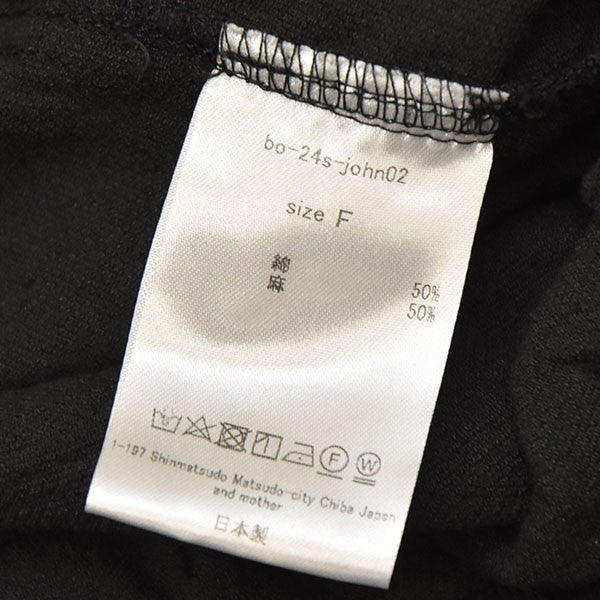 bo-24s-john02
size F
綿 50%
麻 50%
F W
1-197 Shinmatsudo Matsudo-city Chiba Japan
and mother
日本製